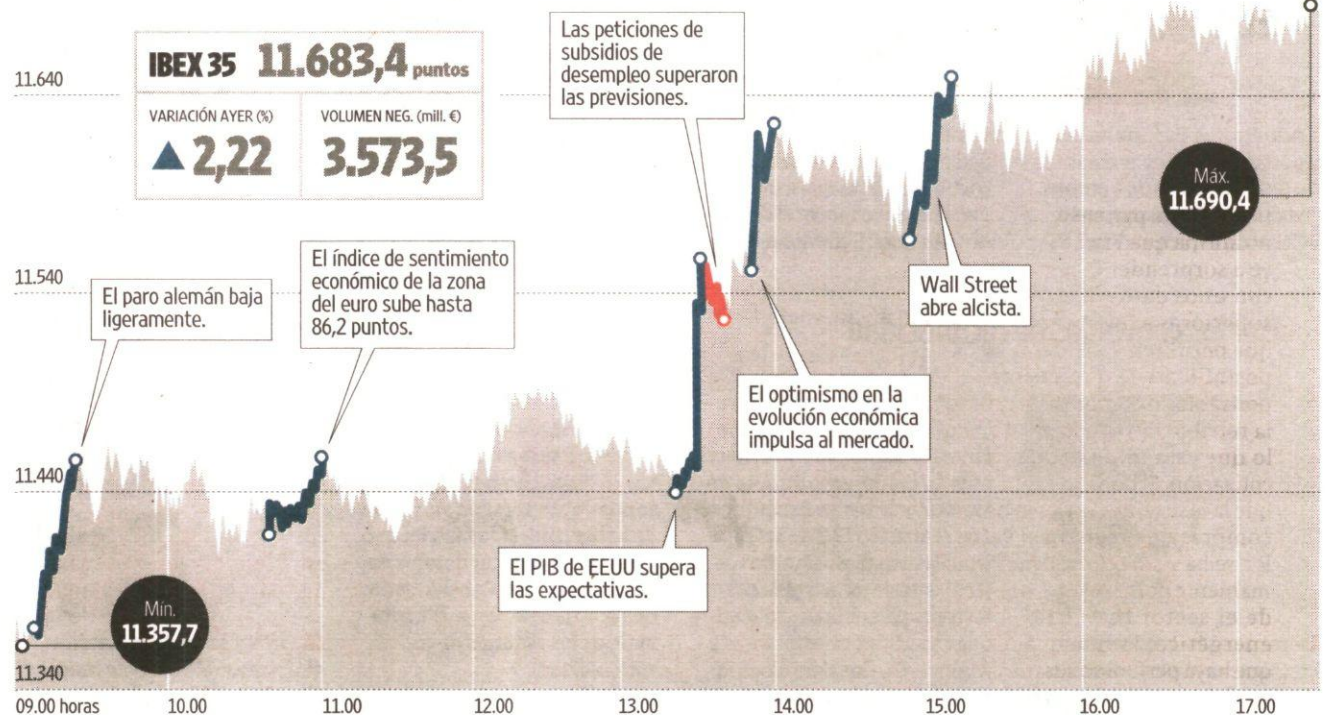 IBEX 35 11.683,4 puntos
VARIACIÓN AYER (%)
▲ 2,22
VOLUMEN NEG. (mill. €)
3.573,5
11.640
11.540
11.440
11.340
El paro alemán baja
ligeramente.
El índice de sentimiento
económico de la zona
del euro sube hasta
86,2 puntos.
Las peticiones de
subsidios de
desempleo superaron
las previsiones.
El PIB de EEUU supera
las expectativas.
El optimismo en la
evolución económica
impulsa al mercado.
Wall Street
abre alcista.
Máx.
11.690,4
Mín.
11.357,7
09.00 horas 10.00 11.00 12.00 13.00 14.00 15.00 16.00 17.00